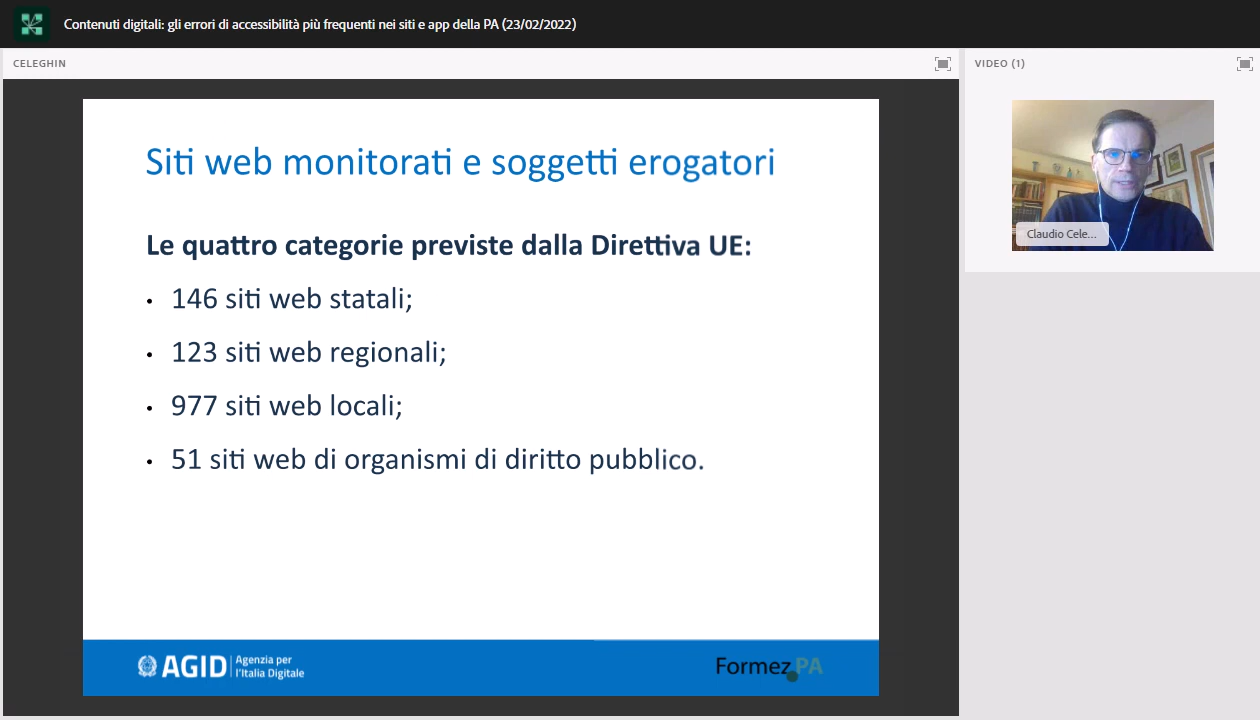 Contenuti digitali: gli errori di accessibilità più frequenti nei siti e app della PA (23/02/2022)
CELEGHIN
VIDEO (1)
Siti web monitorati e soggetti erogatori
Le quattro categorie previste dalla Direttiva UE:
• 146 siti web statali;
• 123 siti web regionali;
• 977 siti web locali;
• 51 siti web di organismi di diritto pubblico.
Claudio Cele...
AGID
Agenzia per
l'Italia Digitale
Formez PA